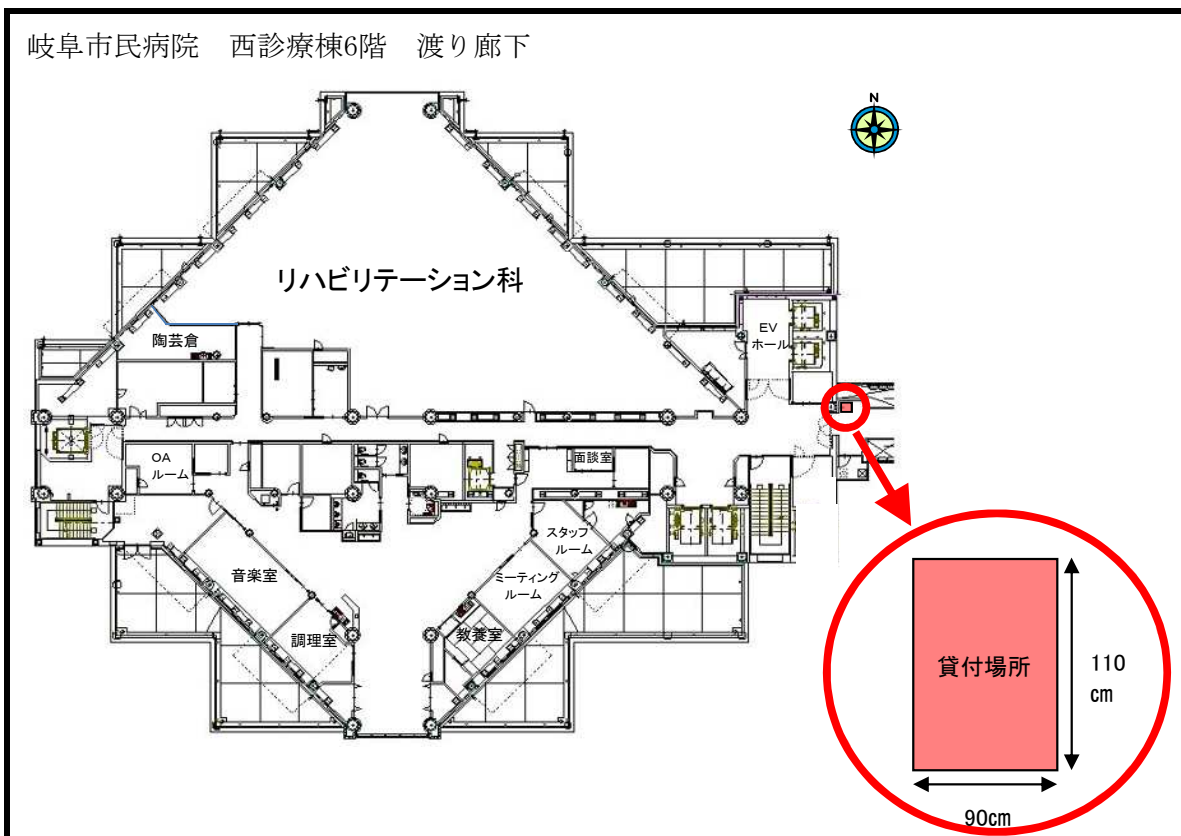 岐阜市民病院　西診療棟6階　渡り廊下
N
リハビリテーション科
EV
ホール
陶芸倉
OA
ルーム
面談室
スタッフ
ルーム
音楽室
ミーティング
ルーム
調理室
教養室
貸付場所
110
cm
90cm